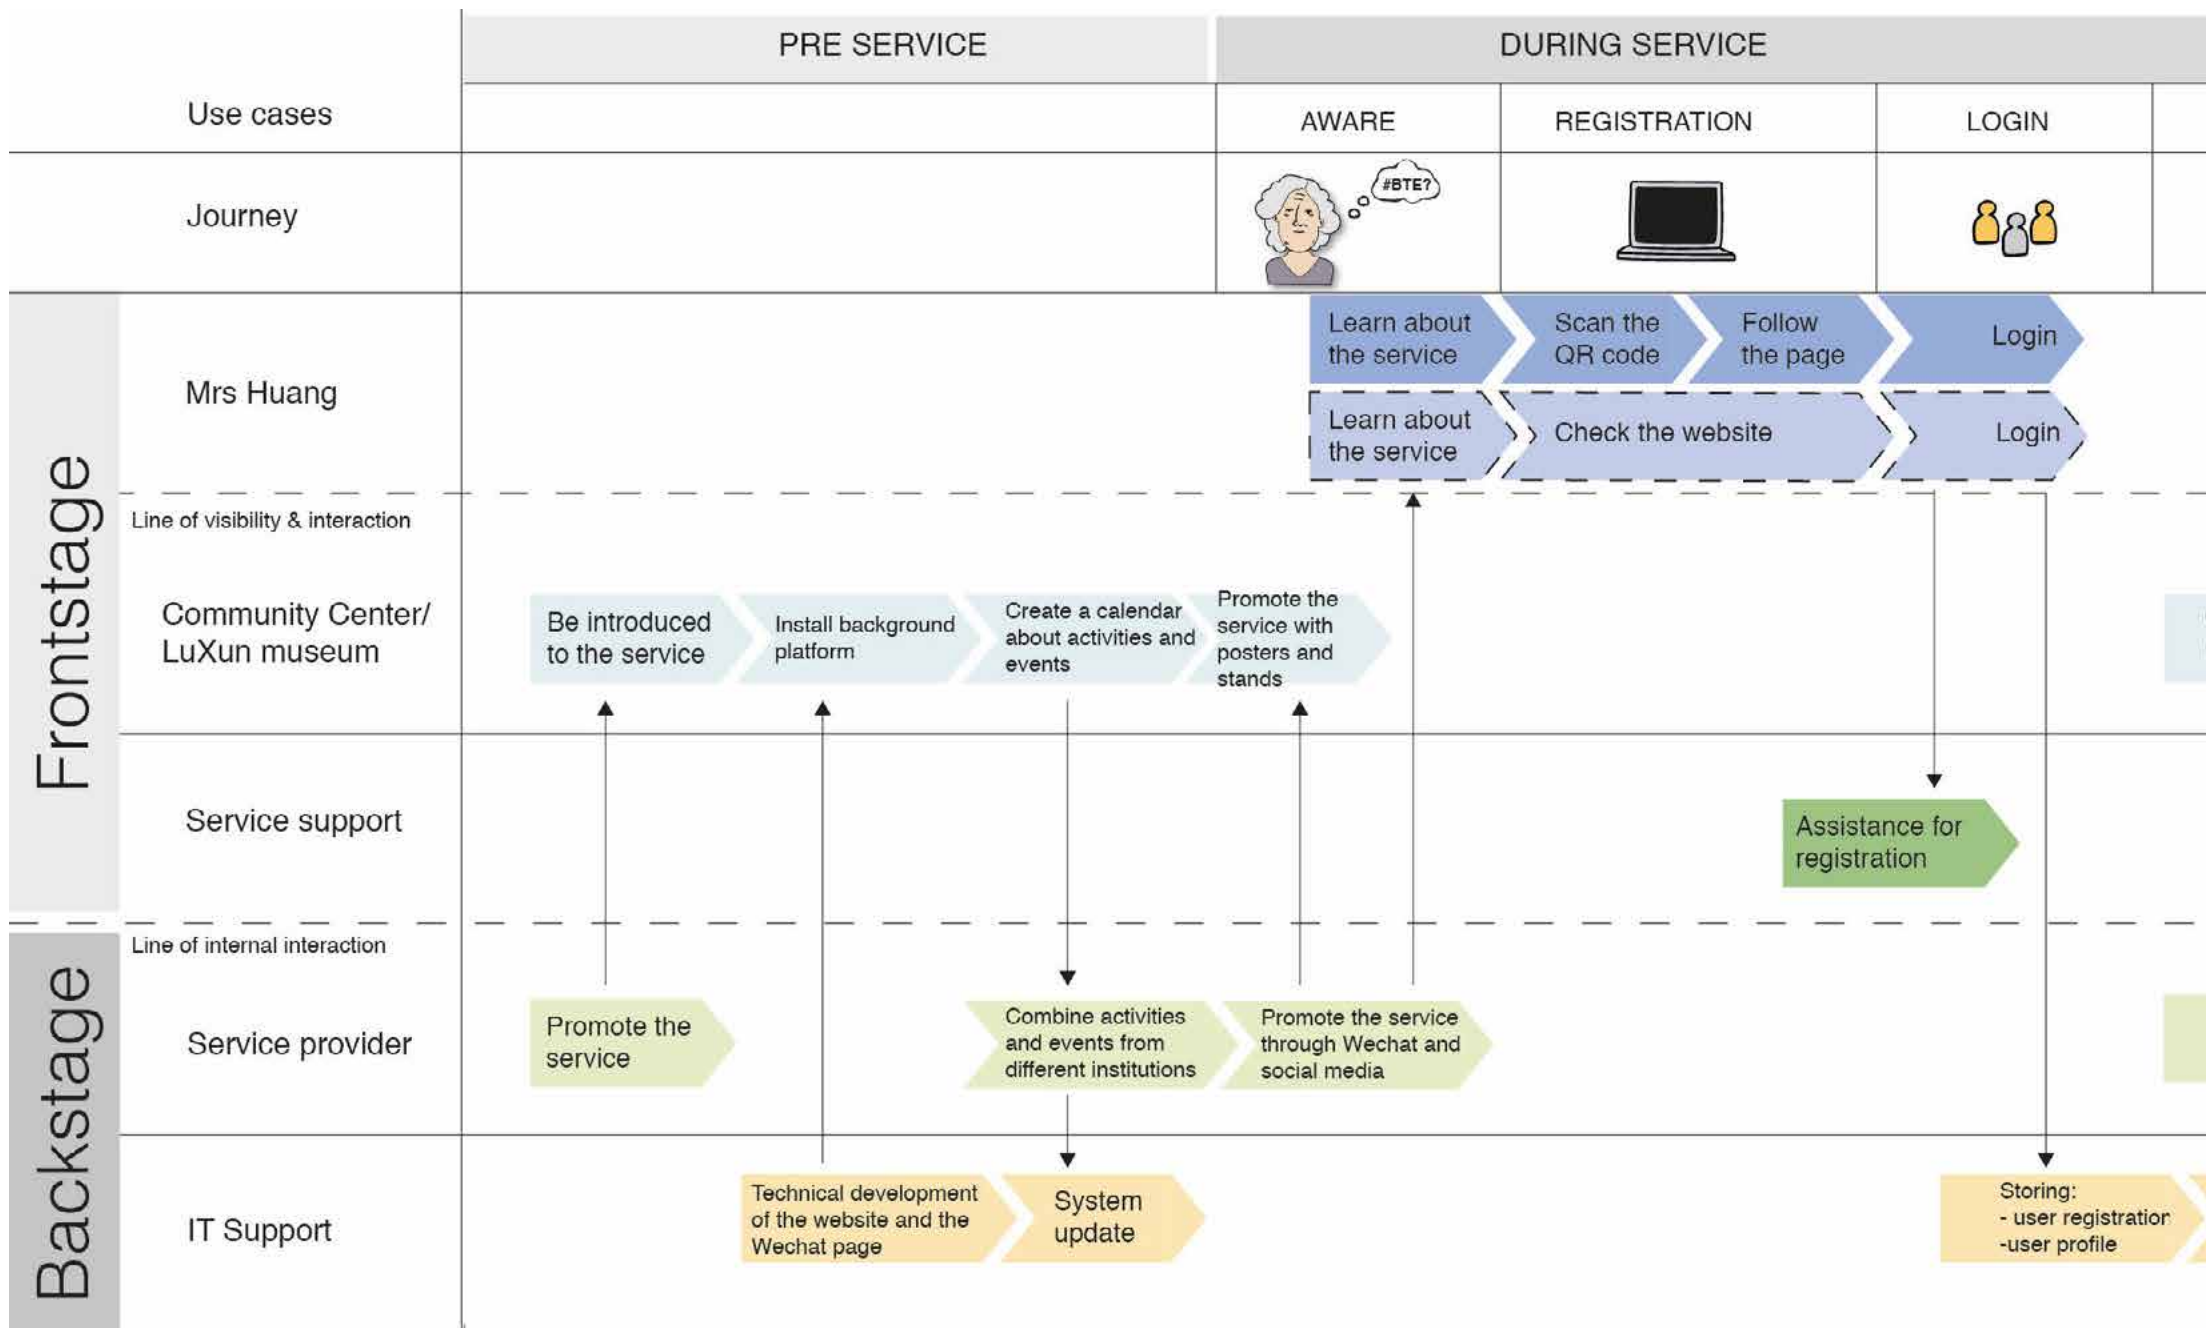 PRE SERVICE
DURING SERVICE
Use cases
AWARE
REGISTRATION
LOGIN
Journey
#BTE?
Frontstage
Mrs Huang
Learn about
the service
Scan the
QR code
Follow
the page
Login
Learn about
the service
Check the website
Login
Line of visibility & interaction
Community Center/
LuXun museum
Be introduced
to the service
Install background
platform
Create a calendar
about activities and
events
Promote the
service with
posters and
stands
Service support
Assistance for
registration
Line of internal interaction
Backstage
Service provider
Promote the
service
Combine activities
and events from
different institutions
Promote the service
through Wechat and
social media
IT Support
Technical development
of the website and the
Wechat page
System
update
Storing:
- user registration
-user profile